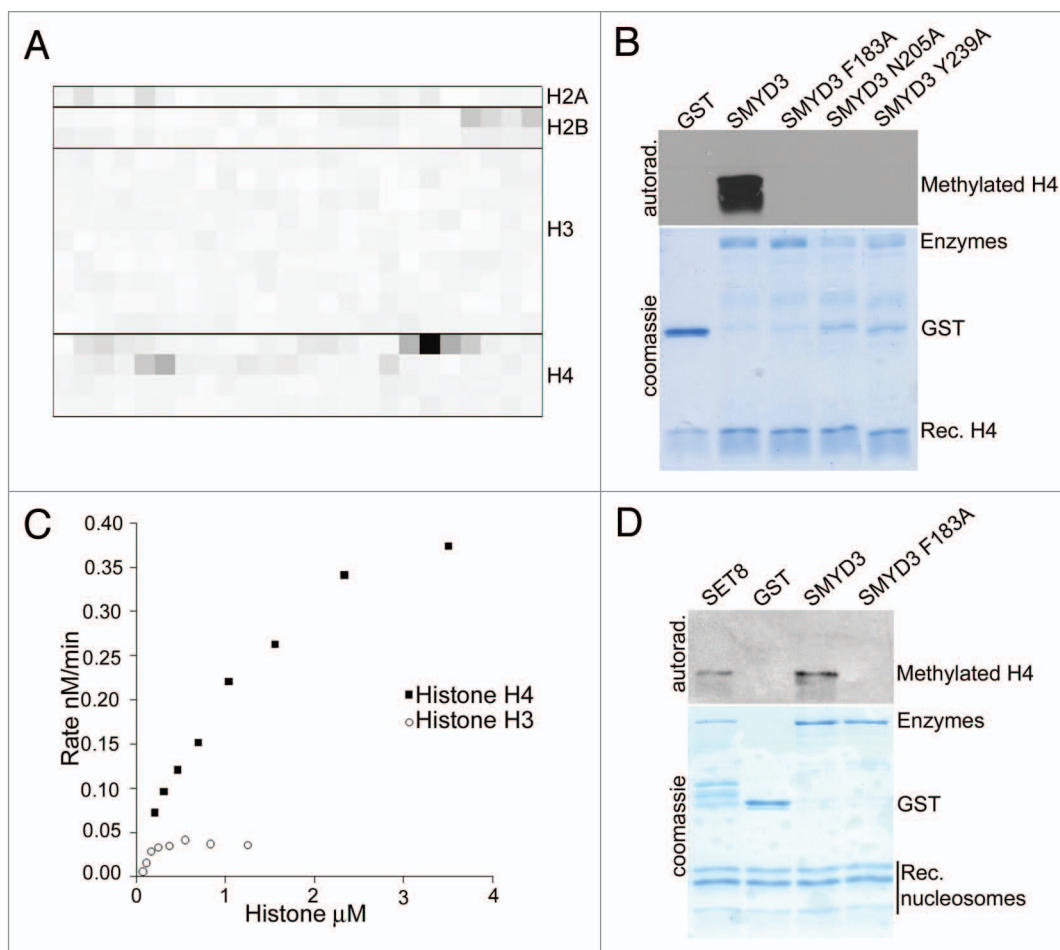 A
H2A
H2B
H3
H4
B
GST
SMYD3
SMYD3 F183A
SMYD3 N205A
SMYD3 Y239A
autorad.
Methylated H4
coomassie
Enzymes
GST
Rec. H4
C
Rate nM/min
0.40
0.35
0.30
0.25
0.20
0.15
0.10
0.05
0.00
0 1 2 3 4
Histone μM
Histone H4
Histone H3
D
SET8
GST
SMYD3
SMYD3 F183A
autorad.
Methylated H4
coomassie
Enzymes
GST
Rec.
nucleosomes